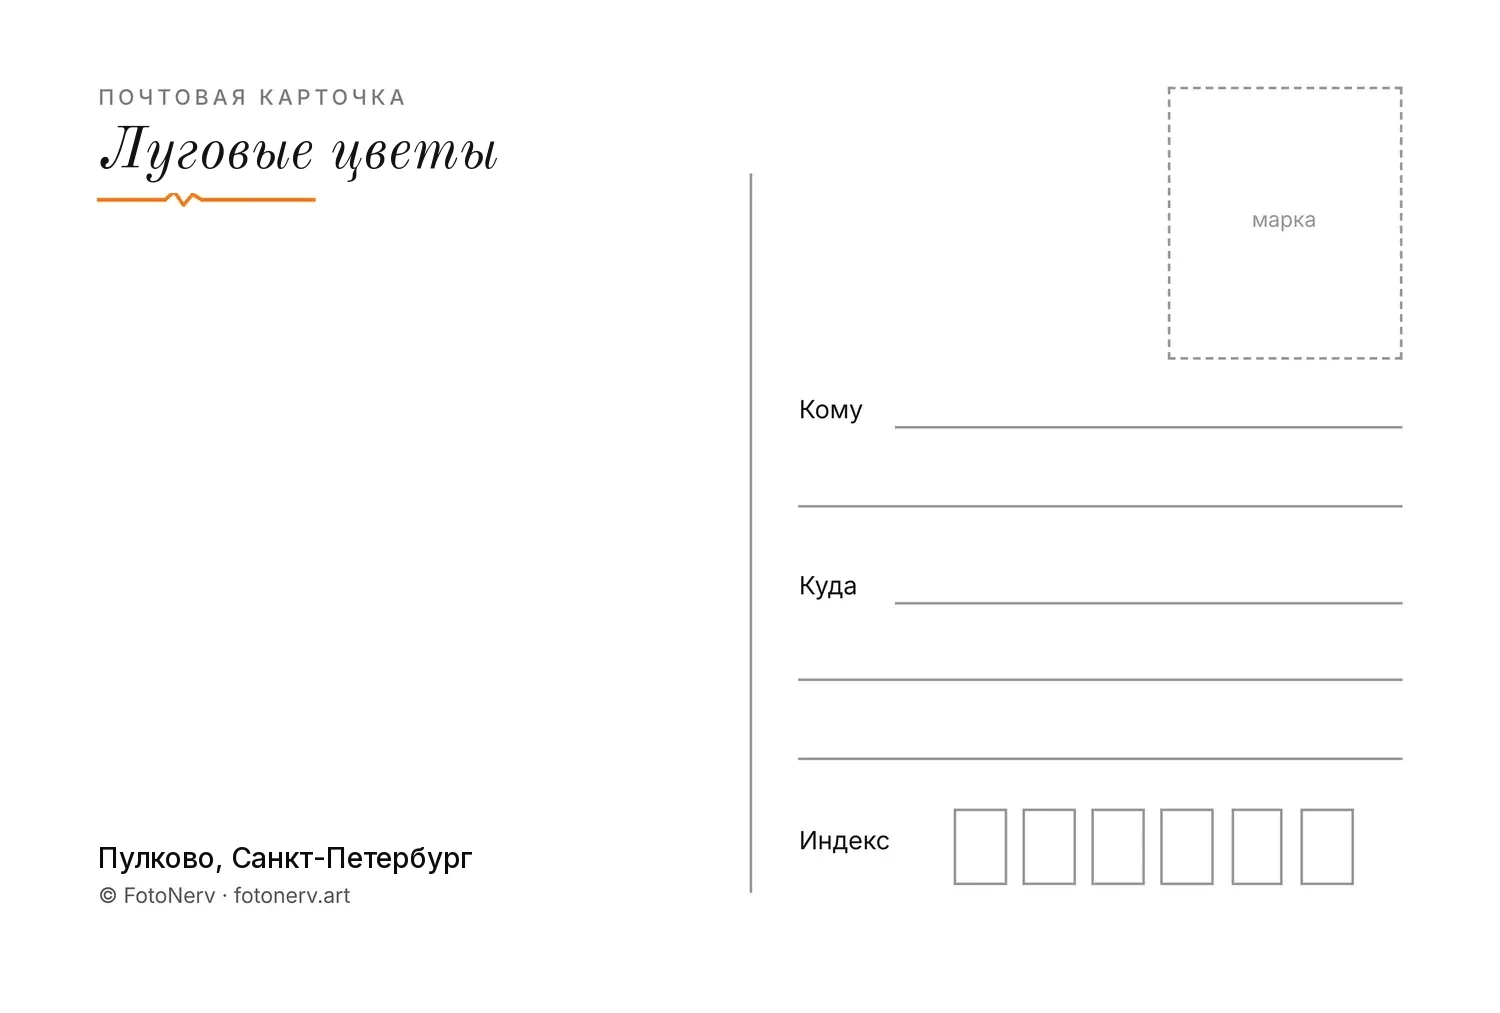 ПОЧТОВАЯ КАРТОЧКА
Луговые цветы
марка
Кому
Куда
Индекс
Пулково, Санкт-Петербург
© FotoNerv · fotonerv.art